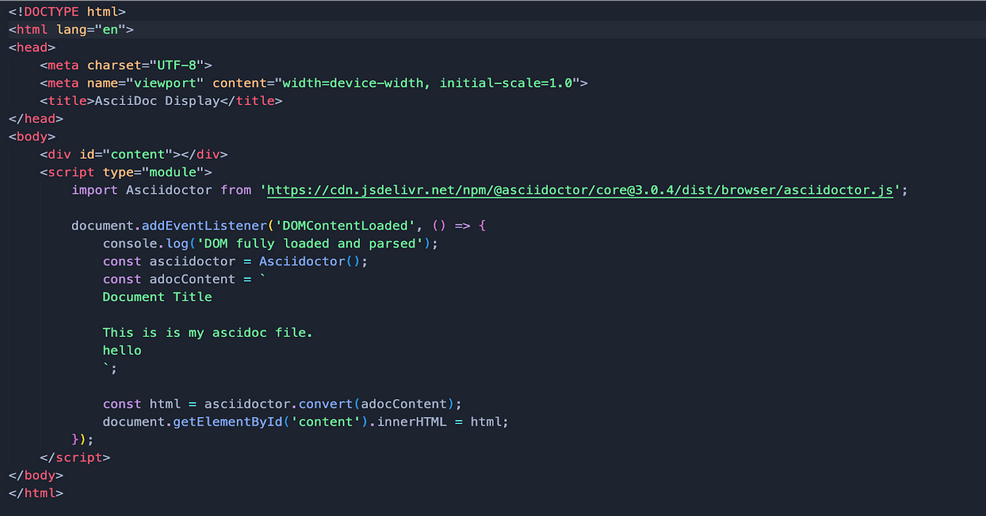 <!DOCTYPE html>
<html lang="en">
<head>
    <meta charset="UTF-8">
    <meta name="viewport" content="width=device-width, initial-scale=1.0">
    <title>AsciiDoc Display</title>
</head>
<body>
    <div id="content"></div>
    <script type="module">
        import Asciidoctor from 'https://cdn.jsdelivr.net/npm/@asciidoctor/core@3.0.4/dist/browser/asciidoctor.js';

        document.addEventListener('DOMContentLoaded', () => {
            console.log('DOM fully loaded and parsed');
            const asciidoctor = Asciidoctor();
            const adocContent = `
            Document Title

            This is is my ascidoc file.
            hello
            `;

            const html = asciidoctor.convert(adocContent);
            document.getElementById('content').innerHTML = html;
        });
    </script>
</body>
</html>